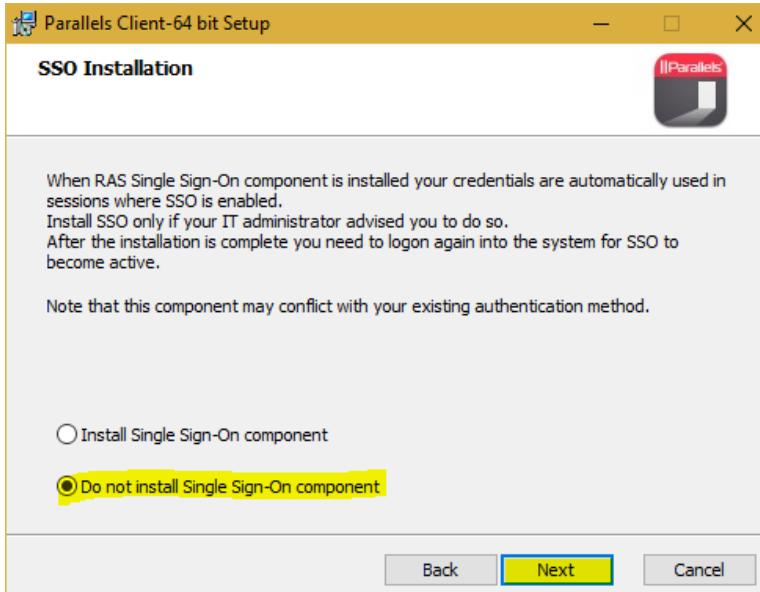 Parallels Client-64 bit Setup
SSO Installation
||Parallels
When RAS Single Sign-On component is installed your credentials are automatically used in
sessions where SSO is enabled.
Install SSO only if your IT administrator advised you to do so.
After the installation is complete you need to logon again into the system for SSO to
become active.
Note that this component may conflict with your existing authentication method.
Install Single Sign-On component
Do not install Single Sign-On component
Back
Next
Cancel